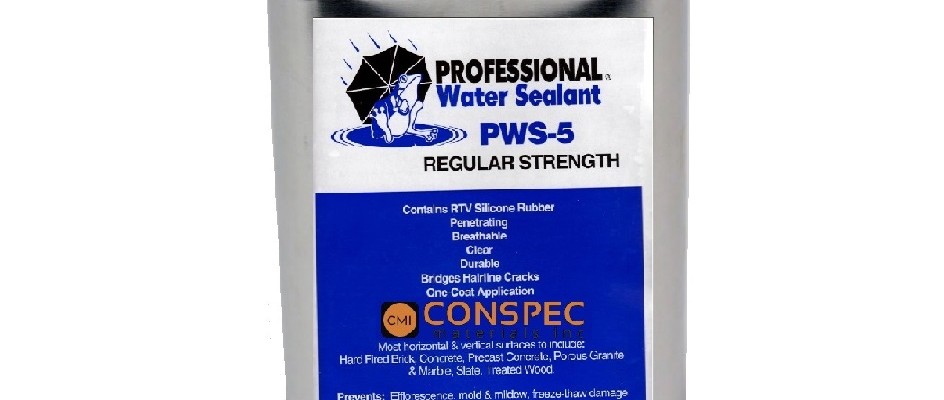 PROFESSIONAL®
Water Sealant
PWS-5
REGULAR STRENGTH
Contains RTV Silicone Rubber
Penetrating
Breathable
Clear
Durable
Bridges Hairline Cracks
One Coat Application
CMI CONSPEC
Materials Inc
Most horizontal & vertical surfaces to include:
Hard Fired Brick, Concrete, Precast Concrete, Porous Granite
& Marble, Slate, Treated Wood.
Prevents: Efflorescence, mold & mildew, freeze-thaw damage